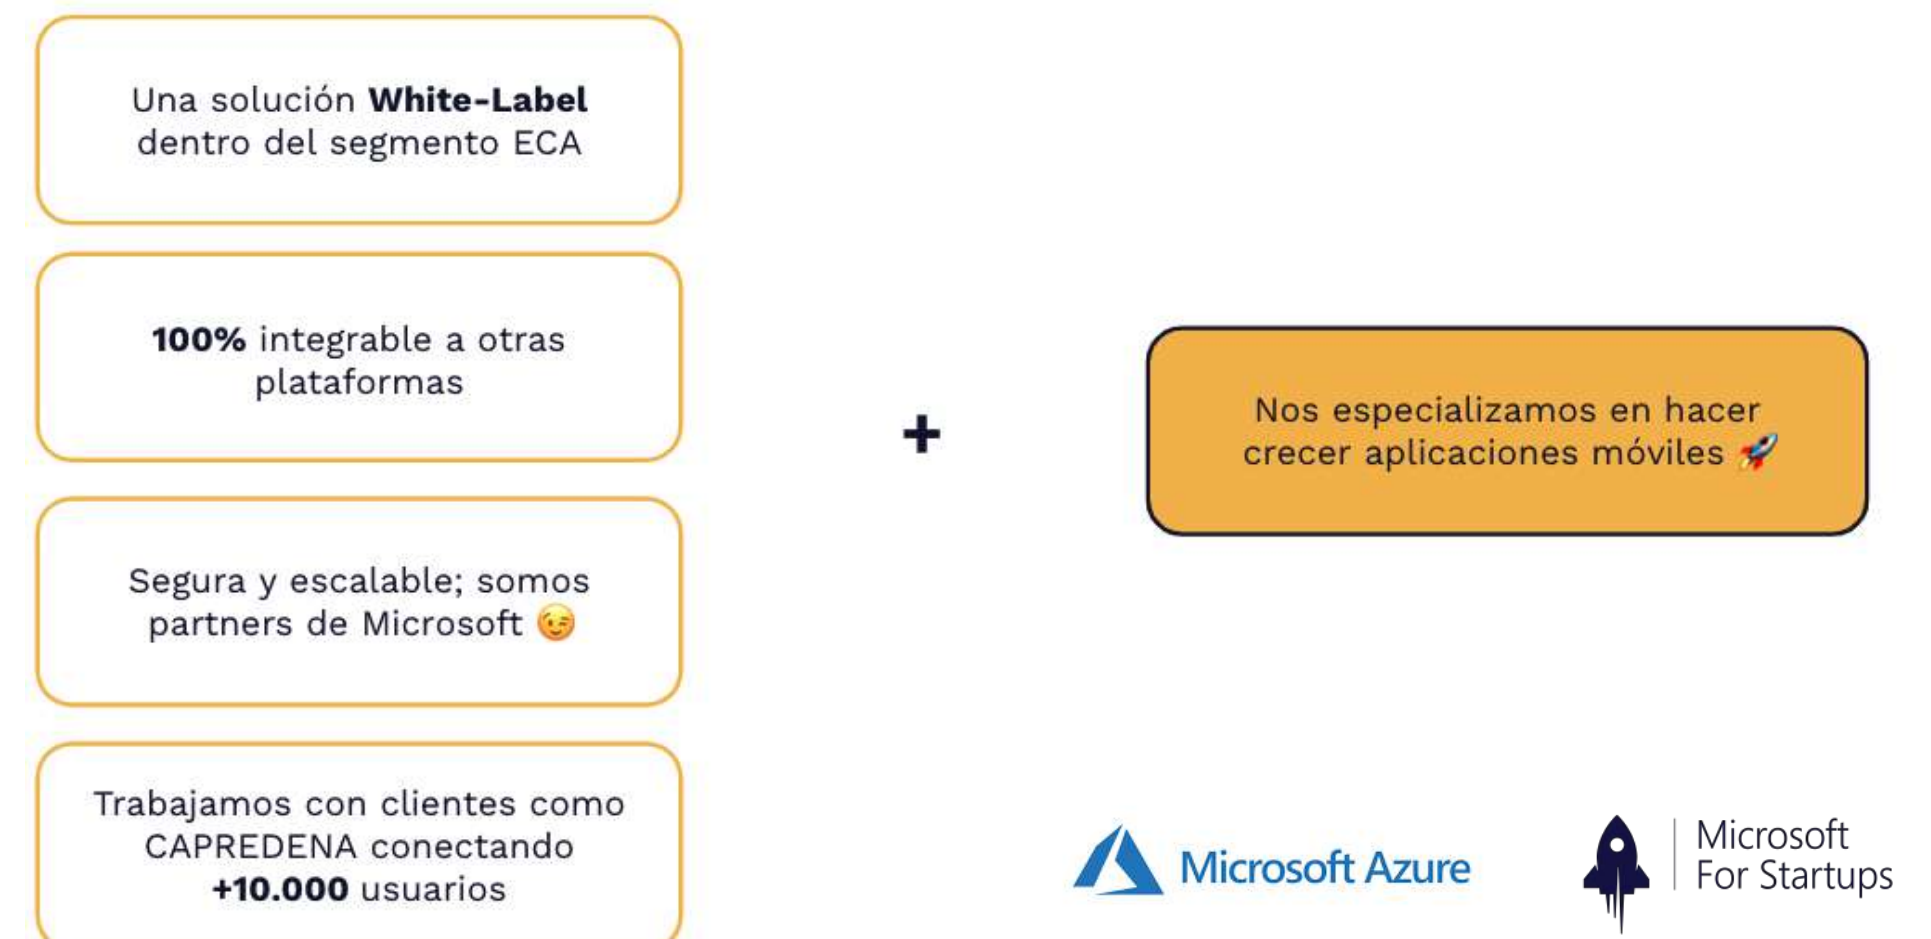 Una solución White-Label
dentro del segmento ECA
100% integrable a otras
plataformas
Segura y escalable; somos
partners de Microsoft 😉
Trabajamos con clientes como
CAPREDENA conectando
+10.000 usuarios
+
Nos especializamos en hacer
crecer aplicaciones móviles 🚀
Microsoft Azure
Microsoft
For Startups